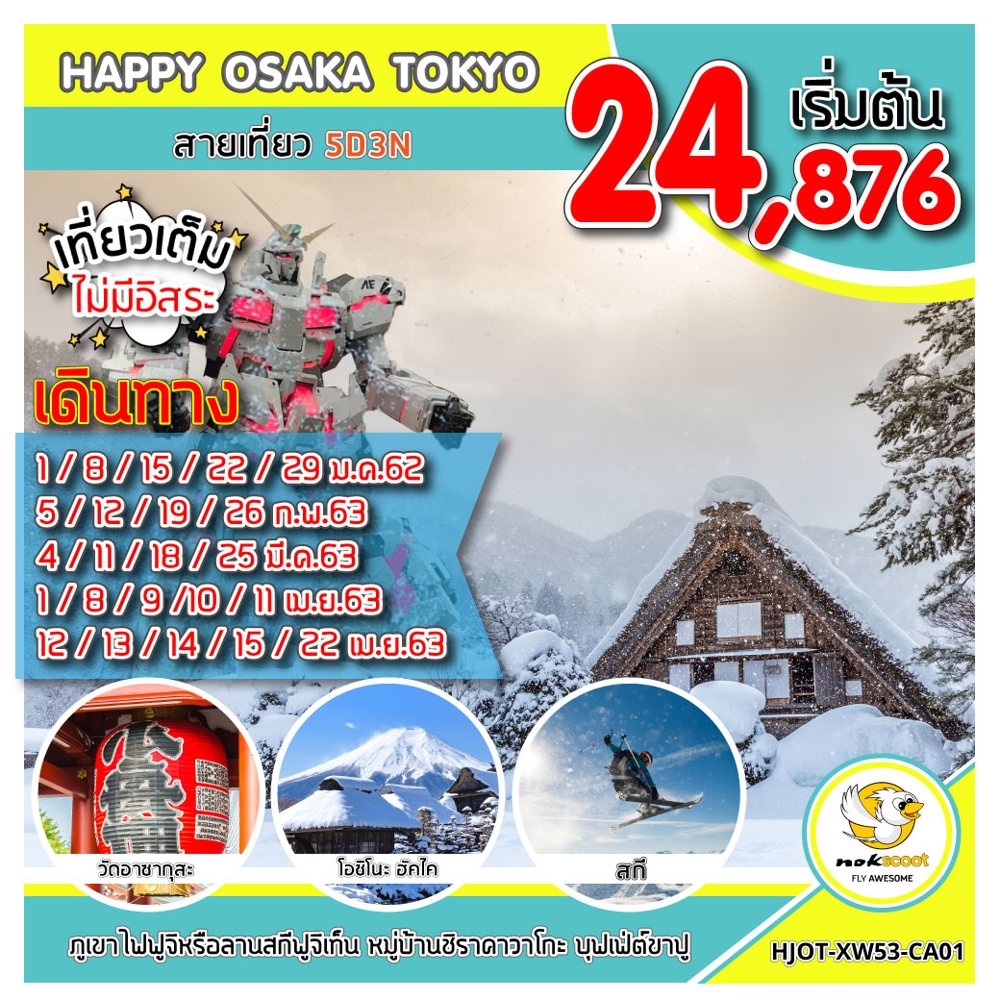 HAPPY OSAKA TOKYO
สายเที่ยว 5D3N
เริ่มต้น
24,876
เที่ยวเต็ม
ไม่มีอิสระ
เดินทาง
1 / 8 / 15 / 22 / 29 ม.ค.62
5 / 12 / 19 / 26 ก.พ.63
4 / 11 / 18 / 25 มี.ค.63
1 / 8 / 9 /10 / 11 เม.ย.63
12 / 13 / 14 / 15 / 22 เม.ย.63
วัดอาซากุสะ
โอชิโนะ ฮัคไค
สกี
nokscoot
FLY AWESOME
ภูเขาไฟฟูจิหรือลานสกีฟูจิเท็น หมู่บ้านชิราคาวาโกะ บุฟเฟ่ต์ขาปู
HJOT-XW53-CA01